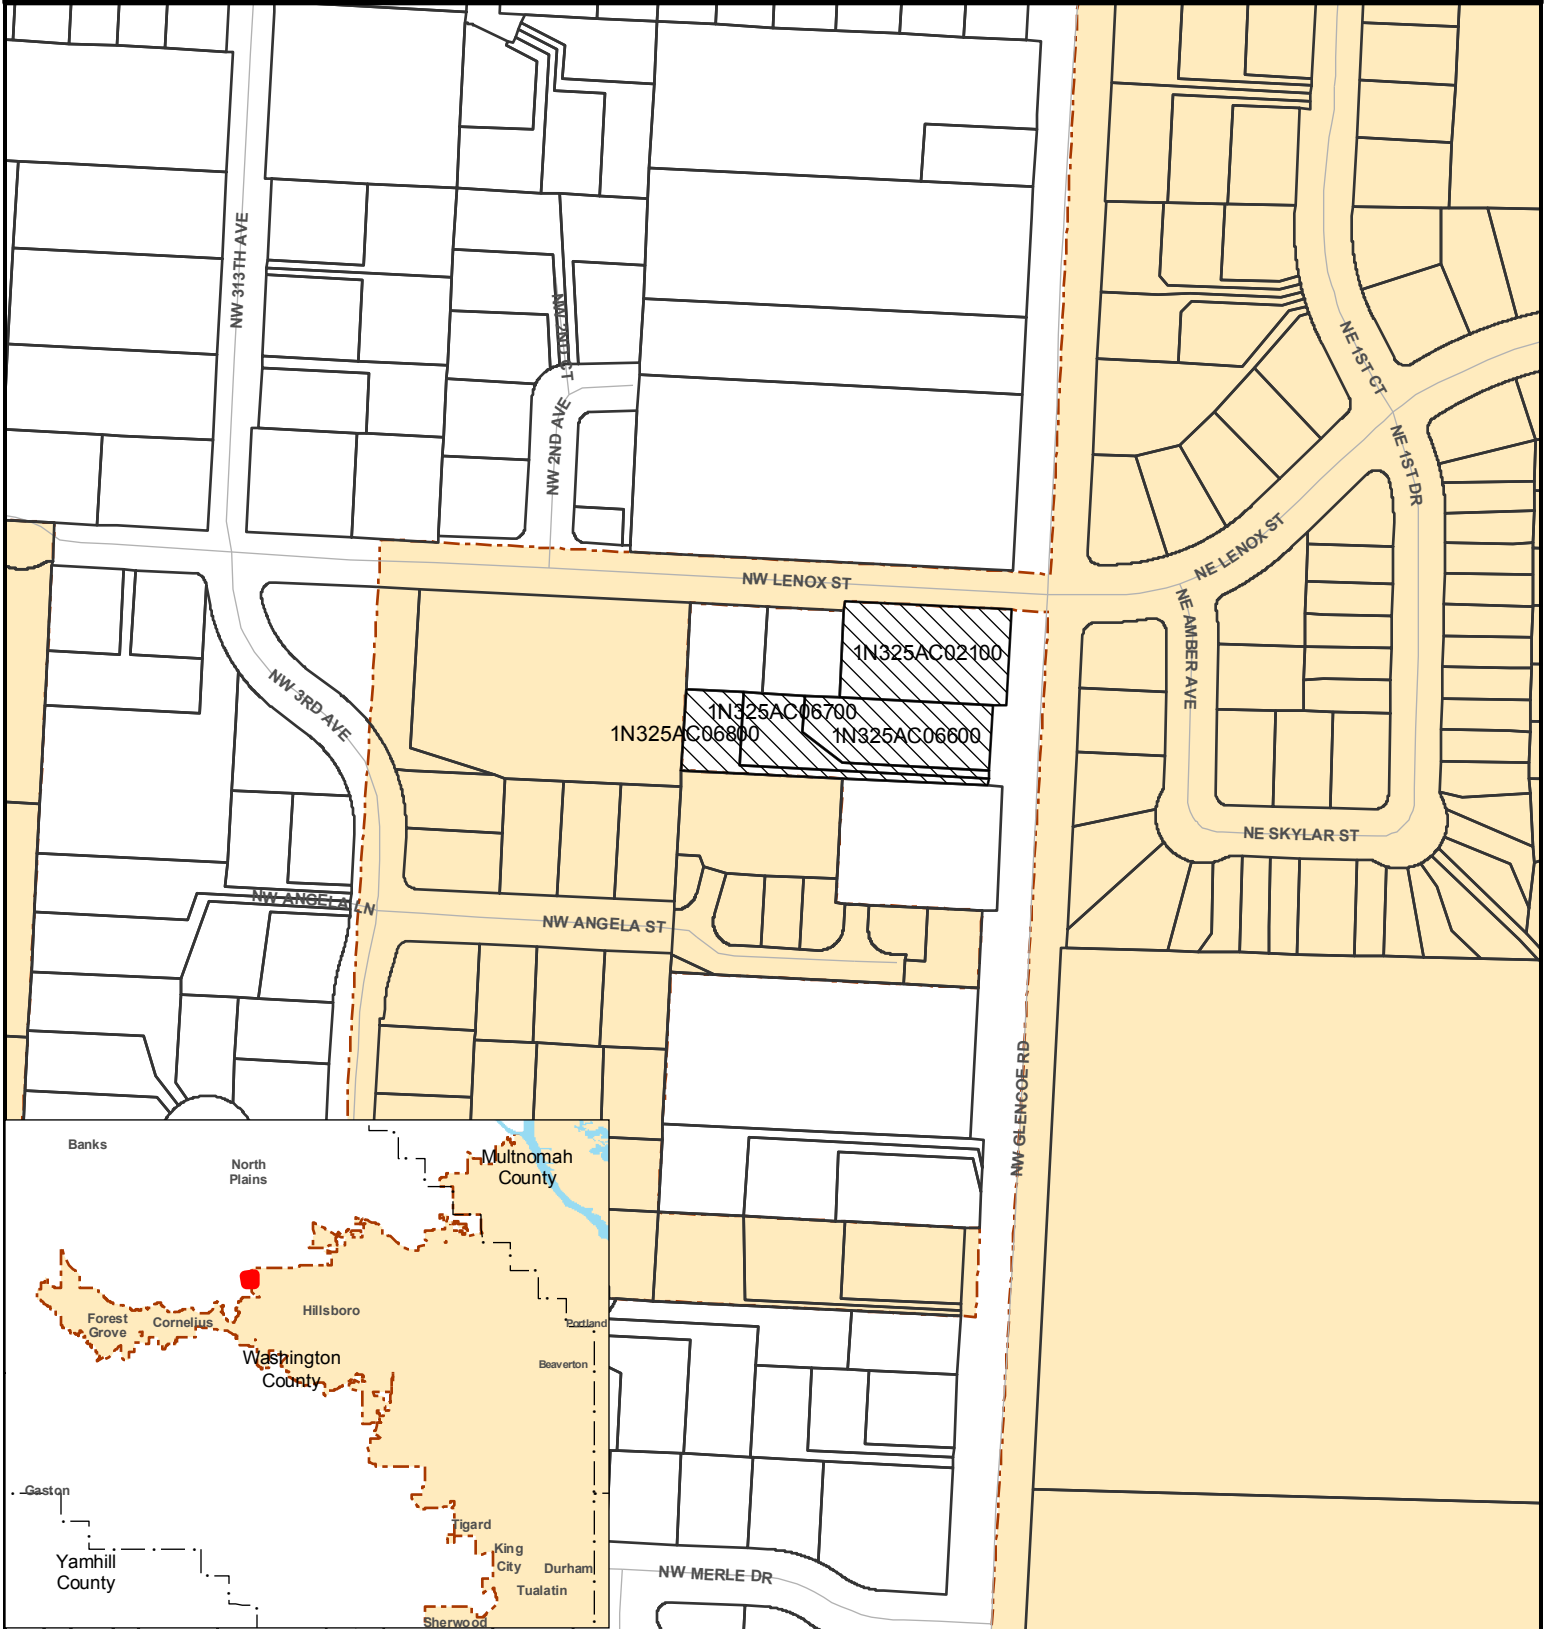 NW 313TH AVE
NW 2ND CT
NW 2ND AVE
NE 1ST CT
NE 1ST DR
NE LENOX ST
NW LENOX ST
NE AMBER AVE
1N325AC02100
1N325AC06700
1N325AC06800
1N325AC06600
NW 3RD AVE
NE SKYLAR ST
NW ANGELA LN
NW ANGELA ST
NW GLENCOE RD
NW MERLE DR
Banks
North
Plains
Multnomah
County
Hillsboro
Forest
Grove
Cornelius
Portland
Washington
County
Beaverton
Gaston
Tigard
King
City
Durham
Yamhill
County
Tualatin
Sherwood